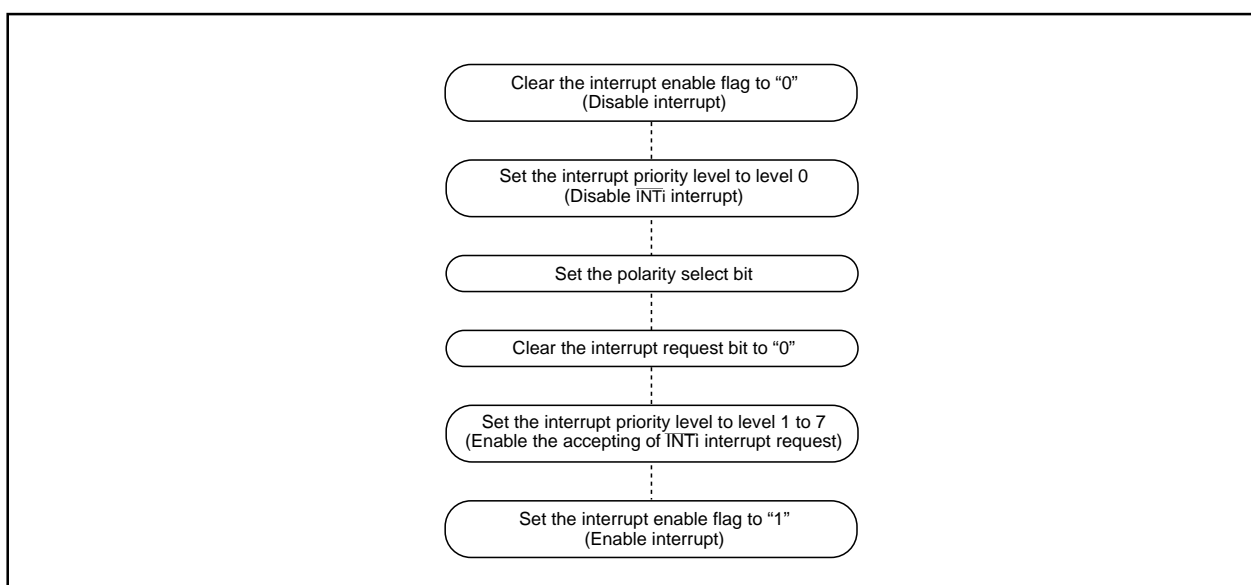 Clear the interrupt enable flag to “0”
(Disable interrupt)
Set the interrupt priority level to level 0
(Disable INTi interrupt)
Set the polarity select bit
Clear the interrupt request bit to “0”
Set the interrupt priority level to level 1 to 7
(Enable the accepting of INTi interrupt request)
Set the interrupt enable flag to “1”
(Enable interrupt)